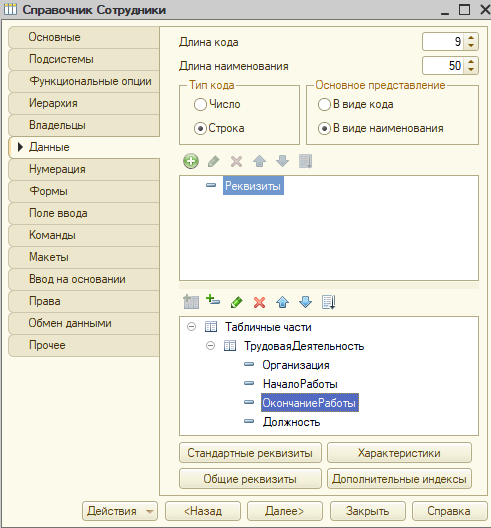 Справочник Сотрудники
Основные
Подсистемы
Функциональные опции
Иерархия
Владельцы
Данные
Нумерация
Формы
Поле ввода
Команды
Макеты
Ввод на основании
Права
Обмен данными
Прочее
Длина кода 9
Длина наименования 50
Тип кода
Число
Строка
Основное представление
В виде кода
В виде наименования
Реквизиты
Табличные части
ТрудоваяДеятельность
Организация
НачалоРаботы
ОкончаниеРаботы
Должность
Стандартные реквизиты Характеристики
Общие реквизиты Дополнительные индексы
Действия <Назад Далее> Закрыть Справка